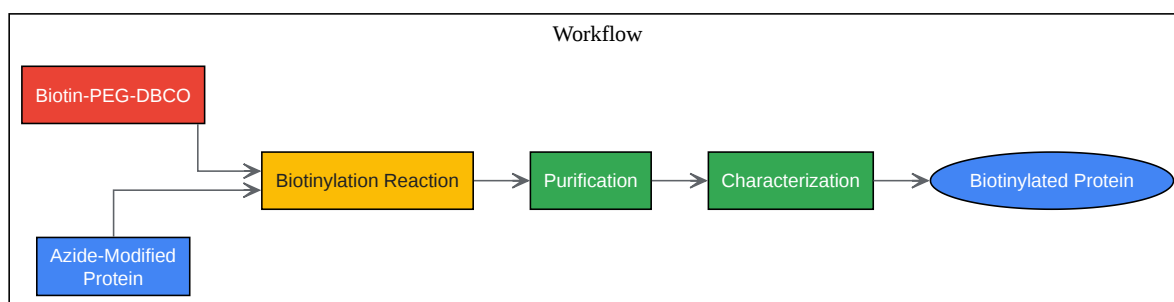 Workflow
Biotin-PEG-DBCO
Biotinylation Reaction
Purification
Characterization
Biotinylated Protein
Azide-Modified
Protein